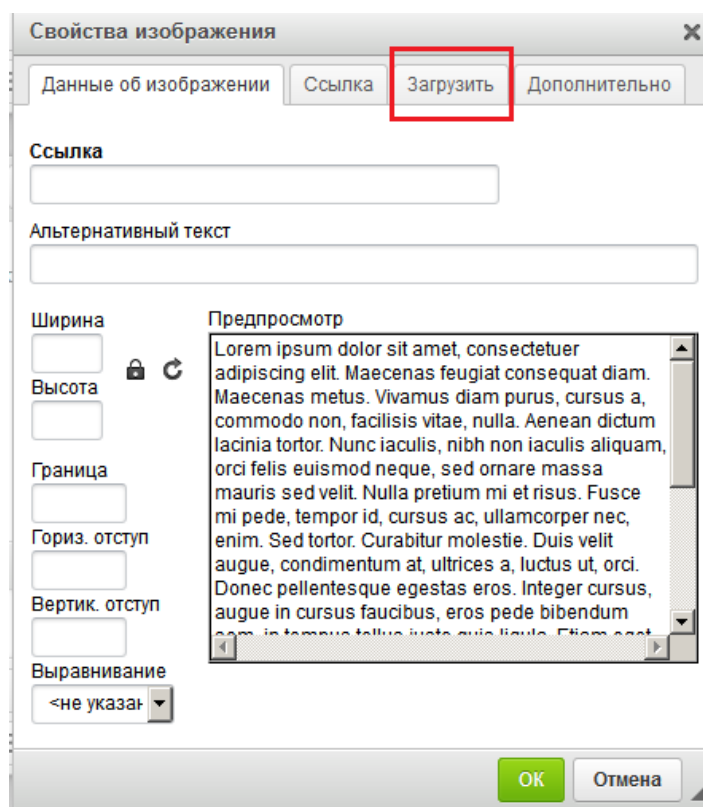 Свойства изображения
Данные об изображении Ссылка Загрузить Дополнительно
Ссылка
Альтернативный текст
Ширина
Высота
Граница
Гориз. отступ
Вертик. отступ
Выравнивание
<не указан
Предпросмотр
Lorem ipsum dolor sit amet, consectetuer
adipiscing elit. Maecenas feugiat consequat diam.
Maecenas metus. Vivamus diam purus, cursus a,
commodo non, facilisis vitae, nulla. Aenean dictum
lacinia tortor. Nunc iaculis, nibh non iaculis aliquam,
orci felis euismod neque, sed ornare massa
mauris sed velit. Nulla pretium mi et risus. Fusce
mi pede, tempor id, cursus ac, ullamcorper nec,
enim. Sed tortor. Curabitur molestie. Duis velit
augue, condimentum at, ultrices a, luctus ut, orci.
Donec pellentesque egestas eros. Integer cursus,
augue in cursus faucibus, eros pede bibendum
ОК Отмена